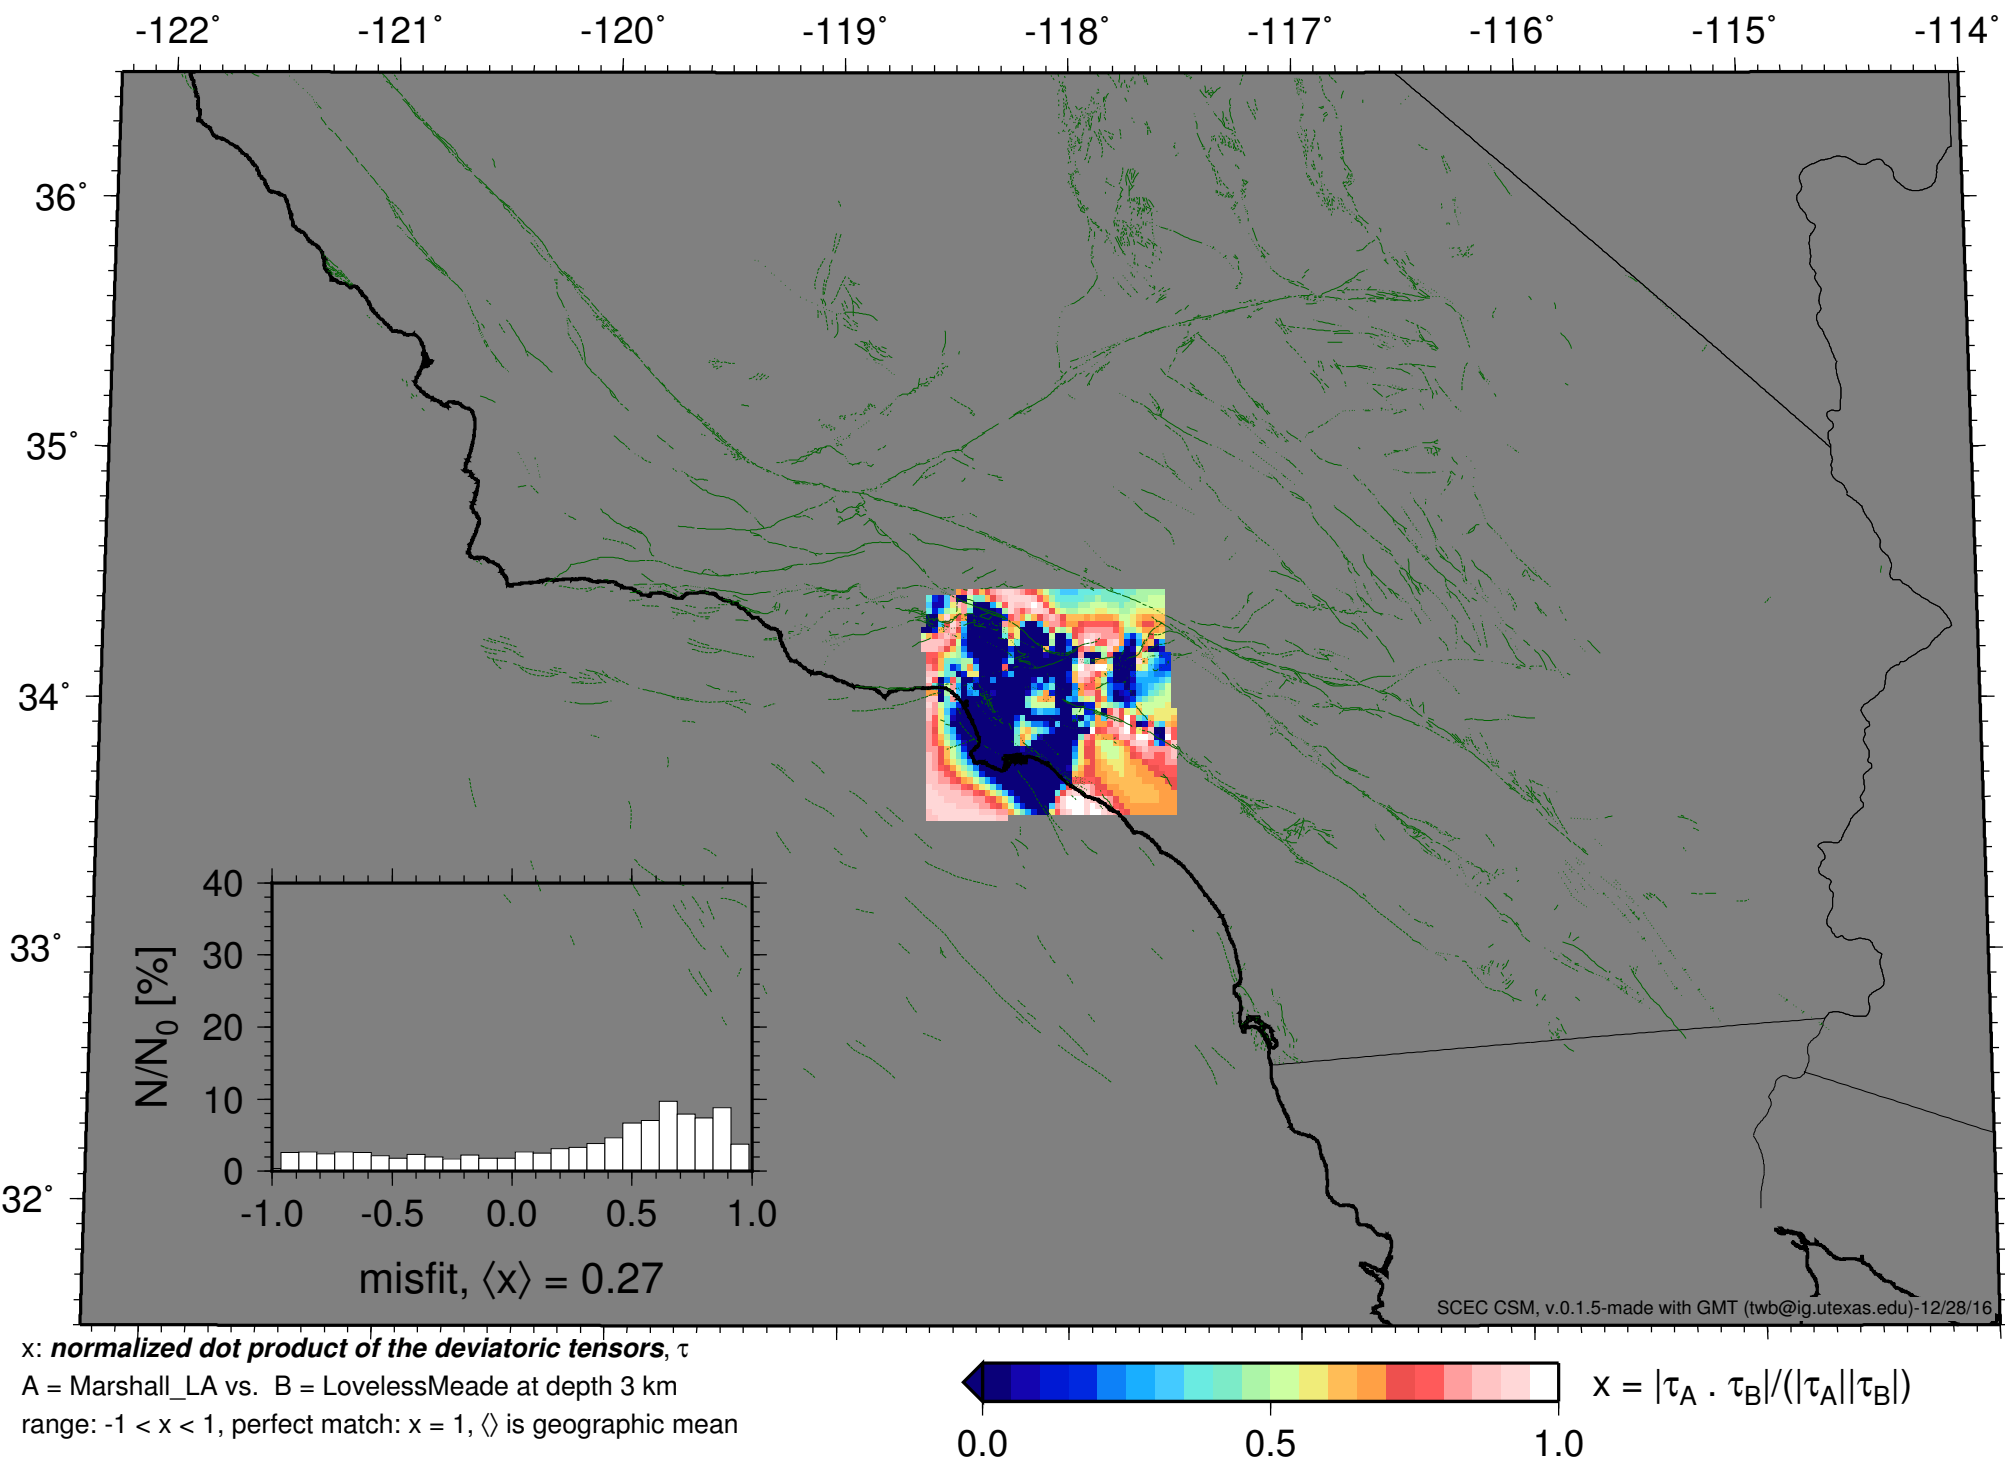 -122° -121° -120° -119° -118° -117° -116° -115° -114°
36°
35°
34°
33°
32°
N/N0 [%]
40
30
20
10
0
-1.0 -0.5 0.0 0.5 1.0
misfit, ⟨x⟩ = 0.27
SCEC CSM, v.0.1.5-made with GMT (twb@ig.utexas.edu)-12/28/16
x: normalized dot product of the deviatoric tensors, τ
A = Marshall_LA vs. B = LovelessMeade at depth 3 km
range: -1 < x < 1, perfect match: x = 1, ⟨⟩ is geographic mean
0.0 0.5 1.0
x = |τA . τB|/(|τA||τB|)